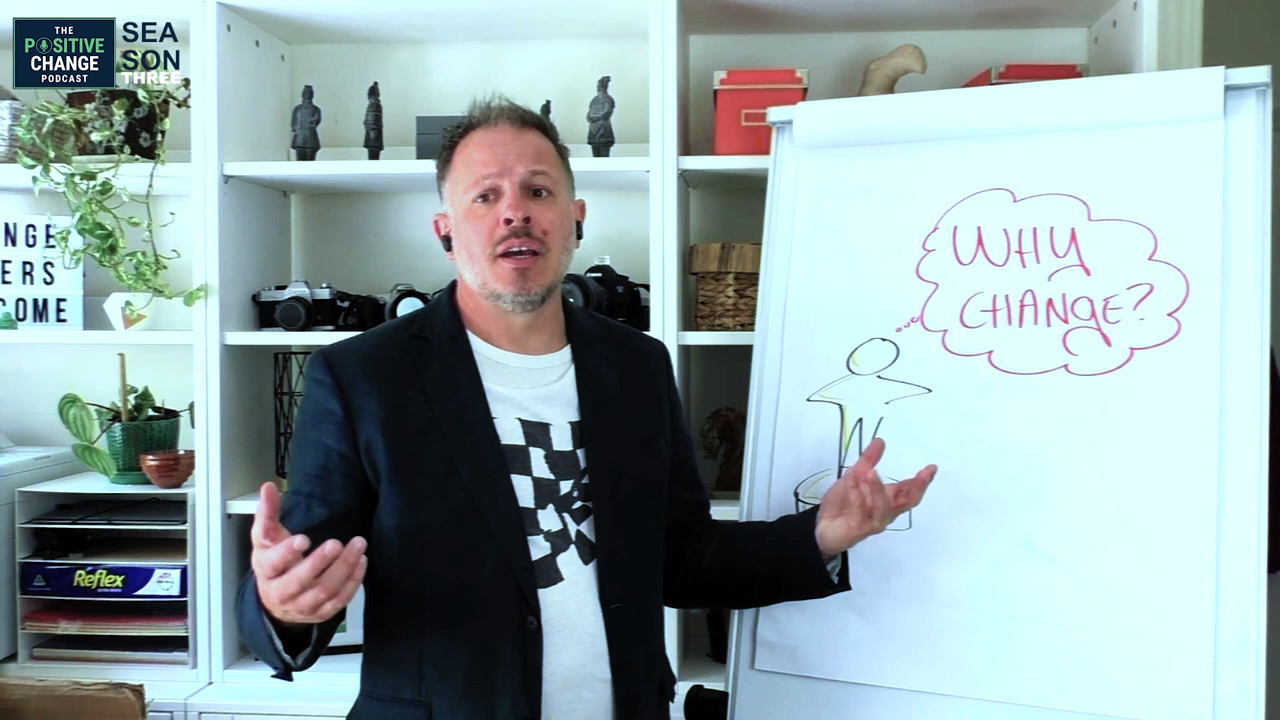 THE
POSITIVE
CHANGE
PODCAST
SEA
SON
THREE
NGE
ERS
COME
WHY
CHANGE?
Reflex